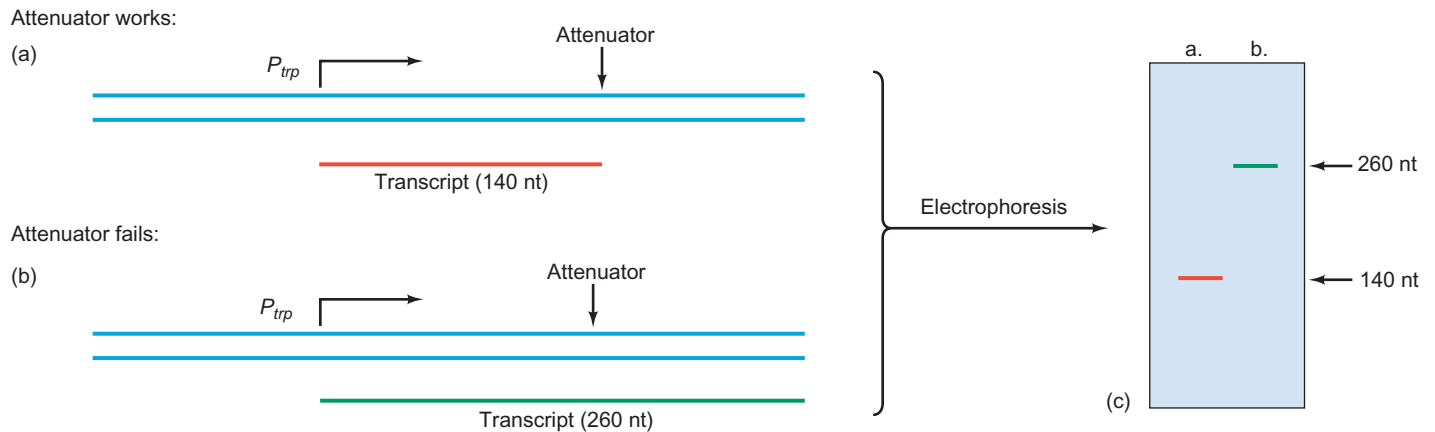 Attenuator works:
(a)
P_trp
Attenuator
Transcript (140 nt)
Attenuator fails:
(b)
P_trp
Attenuator
Transcript (260 nt)
Electrophoresis
a. b.
260 nt
140 nt
(c)